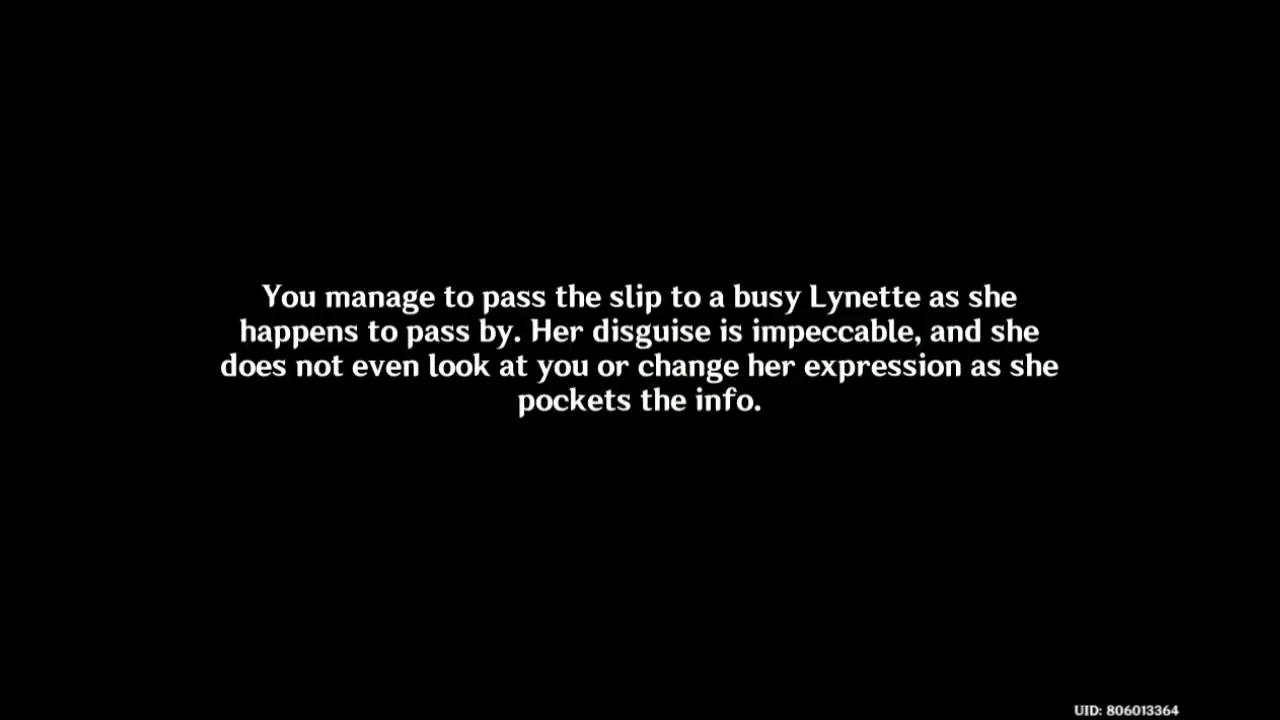 You manage to pass the slip to a busy Lynette as she
happens to pass by. Her disguise is impeccable, and she
does not even look at you or change her expression as she
pockets the info.
UID: 806013364